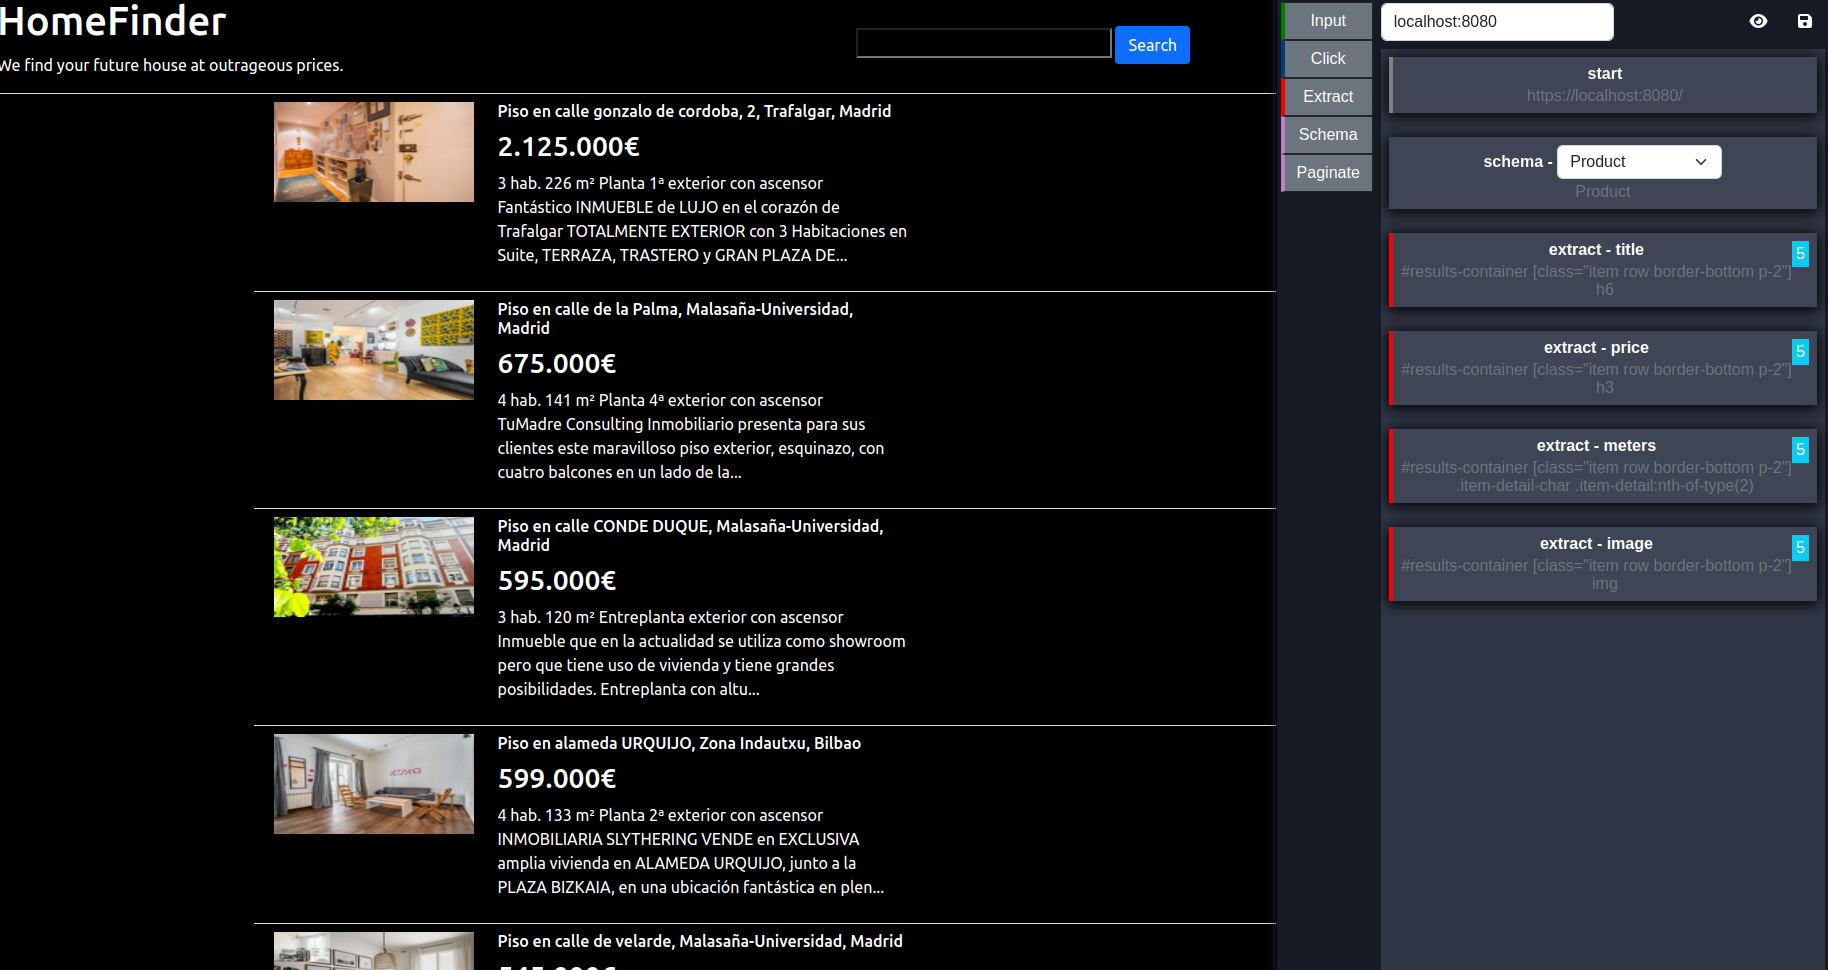 HomeFinder
We find your future house at outrageous prices.
Search
Piso en calle gonzalo de cordoba, 2, Trafalgar, Madrid
2.125.000€
3 hab. 226 m² Planta 1ª exterior con ascensor
Fantástico INMUEBLE de LUJO en el corazón de
Trafalgar TOTALMENTE EXTERIOR con 3 Habitaciones en
Suite, TERRAZA, TRASTERO y GRAN PLAZA DE...
Piso en calle de la Palma, Malasaña-Universidad,
Madrid
675.000€
4 hab. 141 m² Planta 4ª exterior con ascensor
TuMadre Consulting Inmobiliario presenta para sus
clientes este maravilloso piso exterior, esquinazo, con
cuatro balcones en un lado de la...
Piso en calle CONDE DUQUE, Malasaña-Universidad,
Madrid
595.000€
3 hab. 120 m² Entreplanta exterior con ascensor
Inmueble que en la actualidad se utiliza como showroom
pero que tiene uso de vivienda y tiene grandes
posibilidades. Entreplanta con altu...
Piso en alameda URQUIJO, Zona Indautxu, Bilbao
599.000€
4 hab. 133 m² Planta 2ª exterior con ascensor
INMOBILIARIA SLYTHERING VENDE en EXCLUSIVA
amplia vivienda en ALAMEDA URQUIJO, junto a la
PLAZA BIZKAIA, en una ubicación fantástica en plen...
Piso en calle de velarde, Malasaña-Universidad, Madrid
Input
Click
Extract
Schema
Paginate
localhost:8080
start
https://localhost:8080/
schema - Product
Product
extract - title 5
#results-container [class="item row border-bottom p-2"]
h6
extract - price 5
#results-container [class="item row border-bottom p-2"]
h3
extract - meters 5
#results-container [class="item row border-bottom p-2"]
.item-detail-char .item-detail:nth-of-type(2)
extract - image 5
#results-container [class="item row border-bottom p-2"]
img